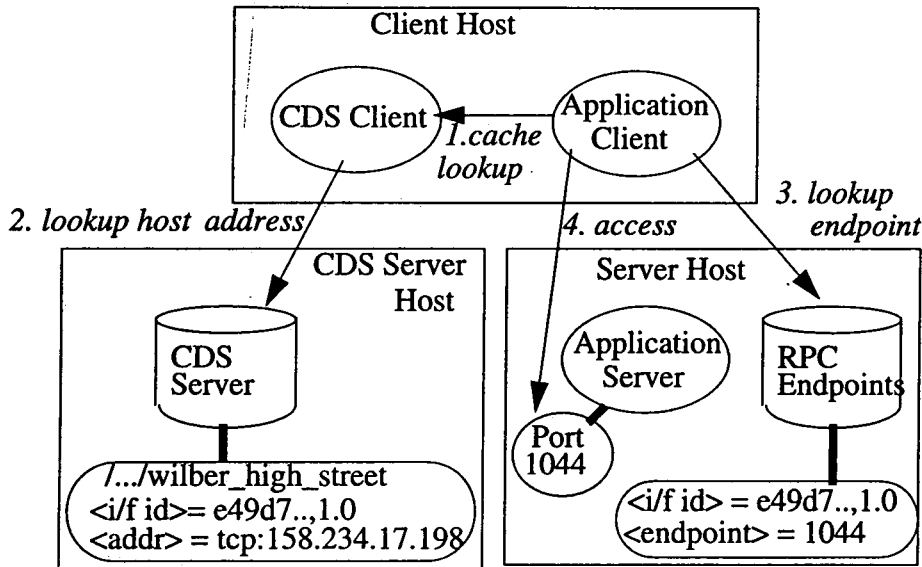 Client Host
CDS Client
Application
Client
1.cache
lookup
2. lookup host address
3. lookup
endpoint
4. access
CDS Server
Host
Server Host
CDS
Server
Application
Server
RPC
Endpoints
Port
1044
/.../wilber_high_street
<i/f id>= e49d7..,1.0
<addr> = tcp:158.234.17.198
<i/f id> = e49d7..,1.0
<endpoint> = 1044